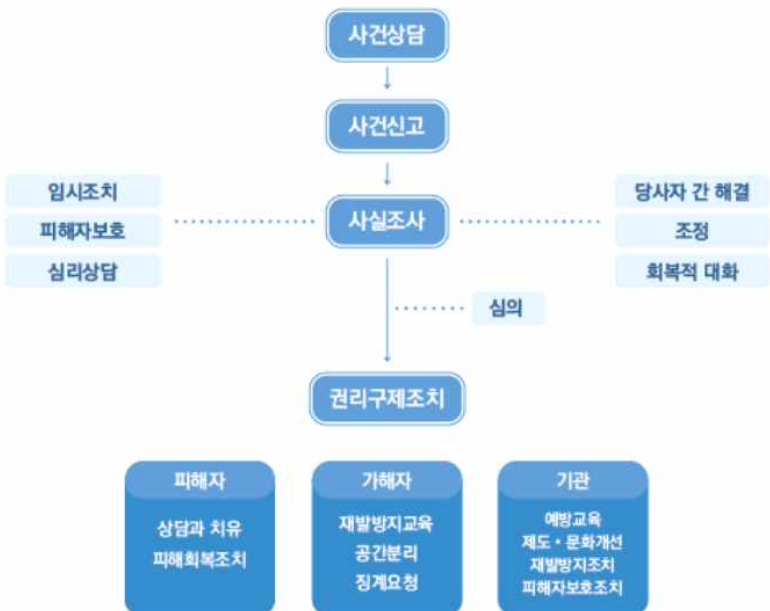 사건상담
사건신고
임시조치
피해자보호
심리상담
사실조사
당사자 간 해결
조정
회복적 대화
심의
권리구제조치
피해자
상담과 치유
피해회복조치
가해자
재발방지교육
공간분리
징계요청
기관
예방교육
제도·문화개선
재발방지조치
피해자보호조치